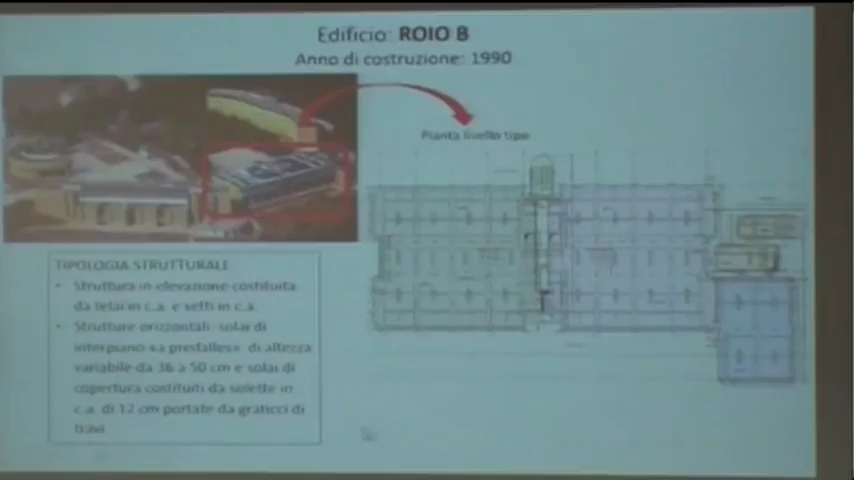 Edificio: ROIO B
Anno di costruzione: 1990
Pianta livello tipo
TIPOLOGIA STRUTTURALE
• Struttura in elevazione costituita
da telai in c.a. e setti in c.a.
• Strutture orizzontali: solai di
interpiano «a predalles» di altezza
variabile da 36 a 50 cm e solai di
copertura costituiti da solette in
c.a. di 12 cm portate da graticci di
travi